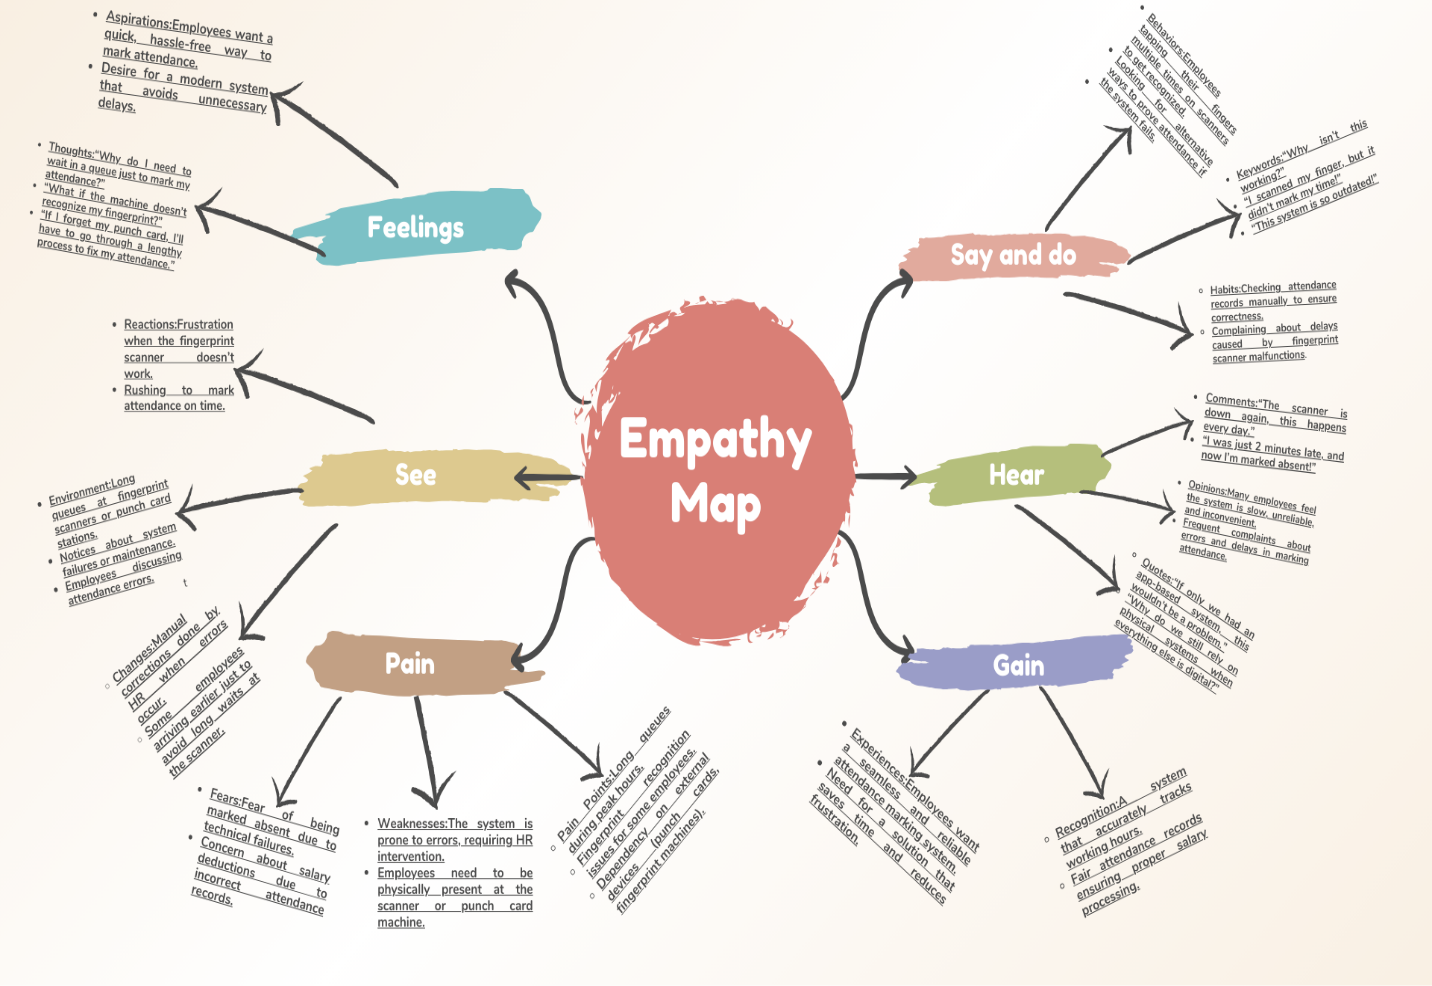 Aspirations:Employees want a
quick, hassle-free way to
mark attendance.
Desire for a modern system
that avoids unnecessary
delays.
Thoughts:"Why do I need to
wait in a queue just to mark my
attendance?"
"What if the machine doesn't
recognize my fingerprint?"
"If I forget my punch card, I'll
have to go through a lengthy
process to fix my attendance."
Feelings
Reactions:Frustration
when the fingerprint
scanner doesn't
work.
Rushing to mark
attendance on time.
See
Environment:Long
queues at fingerprint
scanners or punch card
stations.
Notices about system
failures or maintenance.
Employees discussing
attendance errors.
t
Changes:Manual
corrections done by
HR when errors
occur.
Some employees
arriving earlier just to
avoid long waits at
the scanner.
Pain
Fears:Fear of being
marked absent due to
technical failures.
Concern about salary
deductions due to
incorrect attendance
records.
Weaknesses:The system is
prone to errors, requiring HR
intervention.
Employees need to be
physically present at the
scanner or punch card
machine.
Pain Points:Long queues
during peak hours.
Fingerprint recognition
issues for some employees.
Dependency on external
devices (punch cards,
fingerprint machines).
Empathy
Map
Behaviors:Employees
tapping their fingers
multiple times on scanners
to get recognized.
Looking for alternative
ways to prove attendance if
the system fails.
Say and do
Keywords:"Why isn't this
working?"
"I scanned my finger, but it
didn't mark my time!"
"This system is so outdated!"
Habits:Checking attendance
records manually to ensure
correctness.
Complaining about delays
caused by fingerprint
scanner malfunctions.
Hear
Comments:"The scanner is
down again, this happens
every day."
"I was just 2 minutes late, and
now I'm marked absent!"
Opinions:Many employees feel
the system is slow, unreliable,
and inconvenient.
Frequent complaints about
errors and delays in marking
attendance.
Quotes:"If only we had an
app-based system, this
wouldn't be a problem."
"Why do we still rely on
physical systems when
everything else is digital?"
Gain
Experiences:Employees want
a seamless and reliable
attendance marking system.
Need for a solution that
saves time and reduces
frustration.
Recognition:A system
that accurately tracks
working hours.
Fair attendance records
ensuring proper salary
processing.